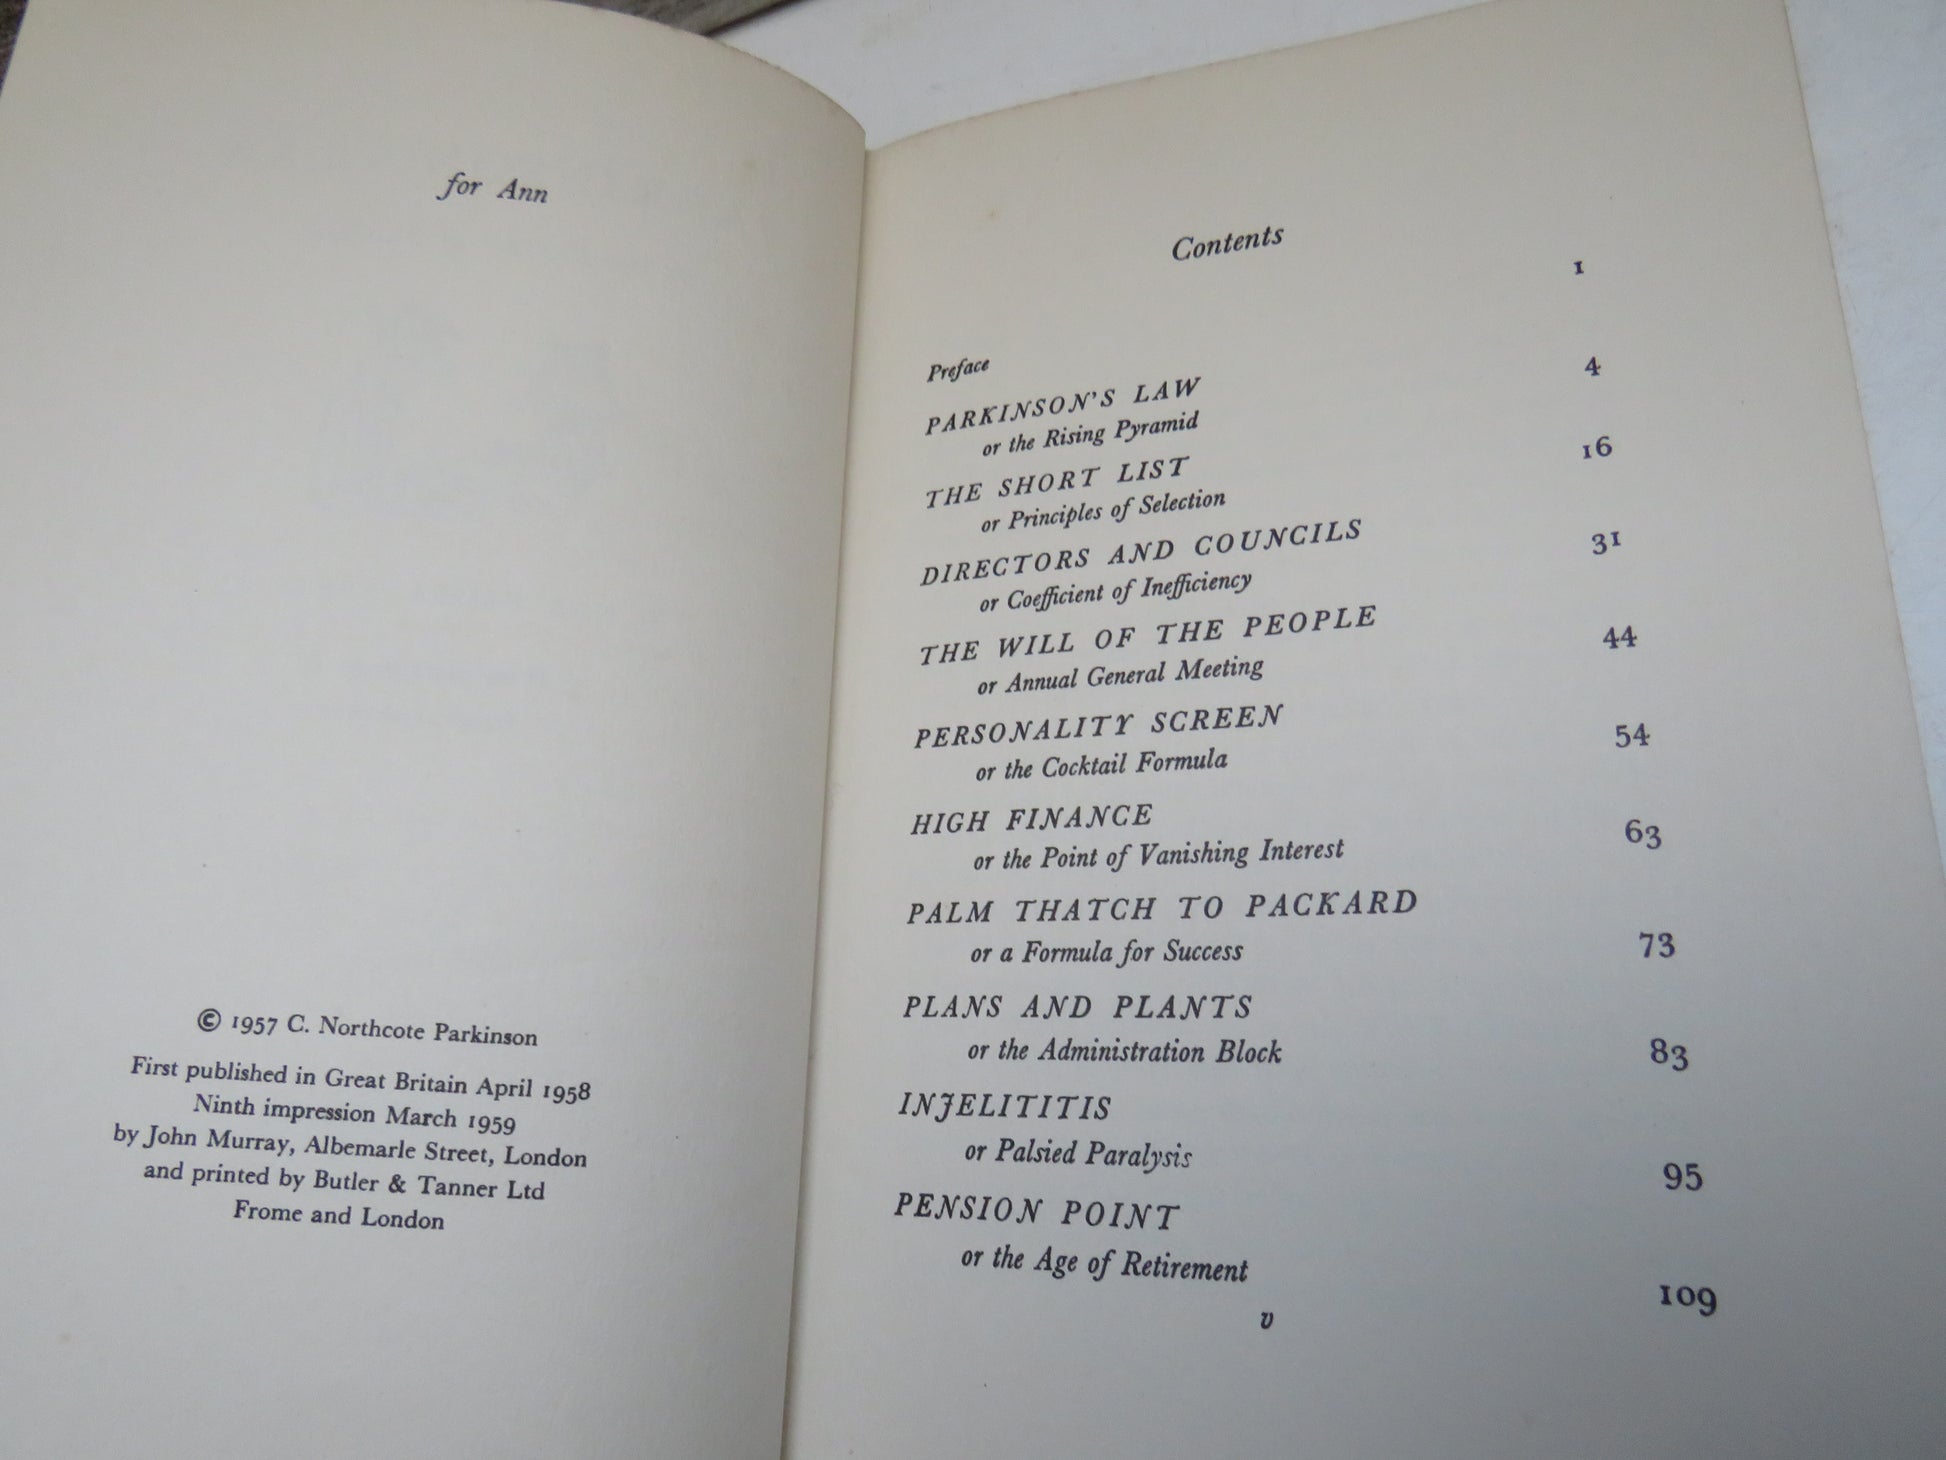 for Ann
© 1957 C. Northcote Parkinson
First published in Great Britain April 1958
Ninth impression March 1959
by John Murray, Albemarle Street, London
and printed by Butler & Tanner Ltd
Frome and London
Contents
Preface 1
PARKINSON'S LAW
or the Rising Pyramid 4
THE SHORT LIST
or Principles of Selection 16
DIRECTORS AND COUNCILS
or Coefficient of Inefficiency 31
THE WILL OF THE PEOPLE
or Annual General Meeting 44
PERSONALITY SCREEN
or the Cocktail Formula 54
HIGH FINANCE
or the Point of Vanishing Interest 63
PALM THATCH TO PACKARD
or a Formula for Success 73
PLANS AND PLANTS
or the Administration Block 83
INJELITITIS
or Palsied Paralysis 95
PENSION POINT
or the Age of Retirement 109
v